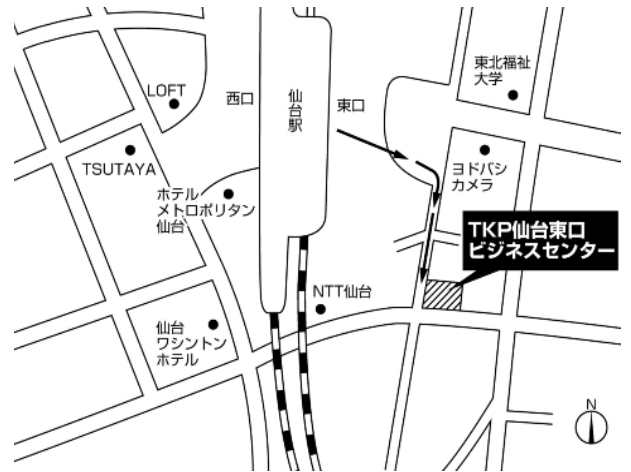 東北福祉
大学
LOFT
西口
仙台駅
東口
TSUTAYA
ヨドバシ
カメラ
ホテル
メトロポリタン
仙台
TKP仙台東口
ビジネスセンター
NTT仙台
仙台
ワシントン
ホテル
N